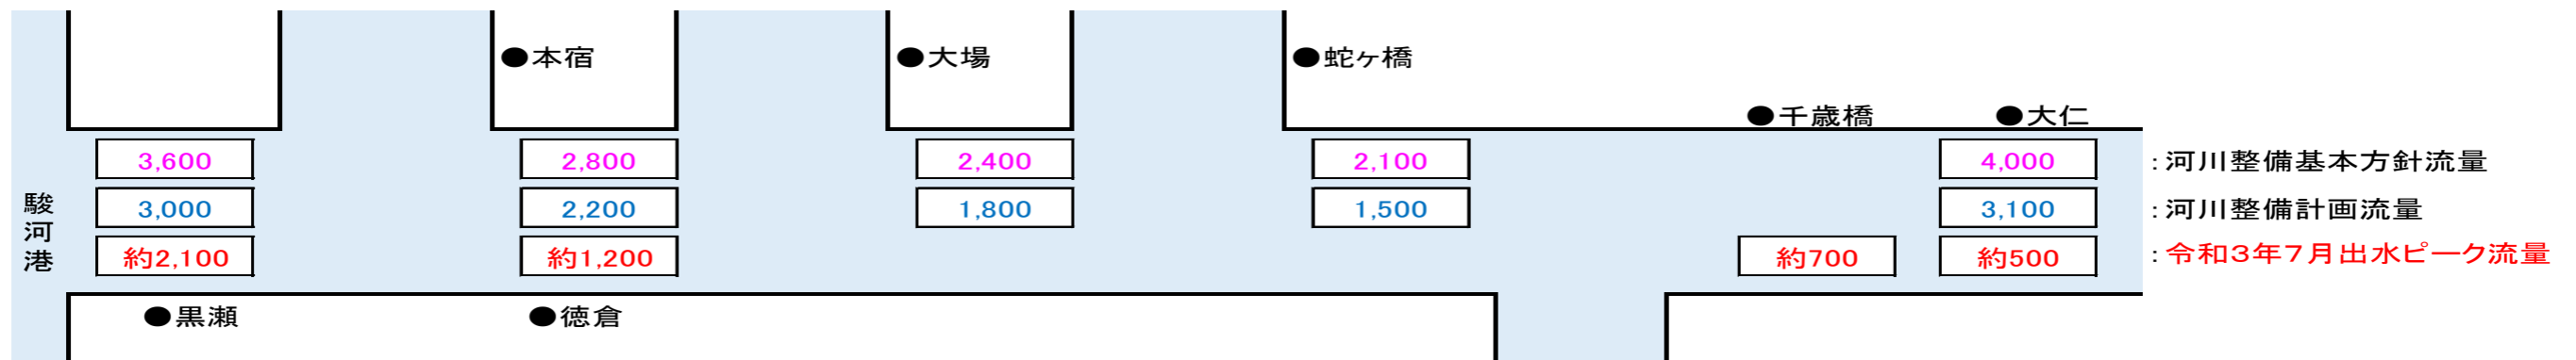 ●本宿
●大場
●蛇ヶ橋
●千歳橋
●大仁
3,600
2,800
2,400
2,100
4,000
:河川整備基本方針流量
駿河港
3,000
2,200
1,800
1,500
3,100
:河川整備計画流量
約2,100
約1,200
約700
約500
:令和3年7月出水ピーク流量
●黒瀬
●徳倉